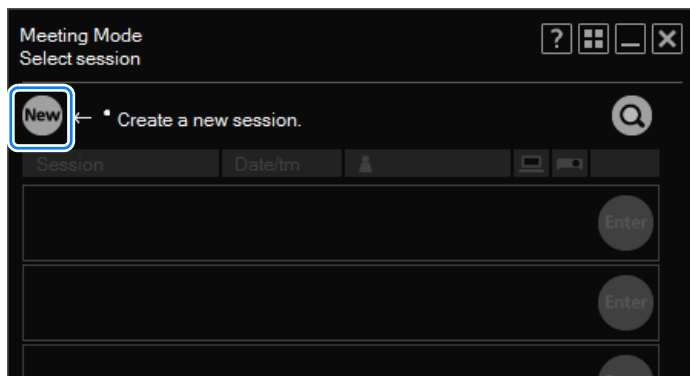 Meeting Mode
Select session
?
New ← • Create a new session.
Session Date/tm
Enter
Enter